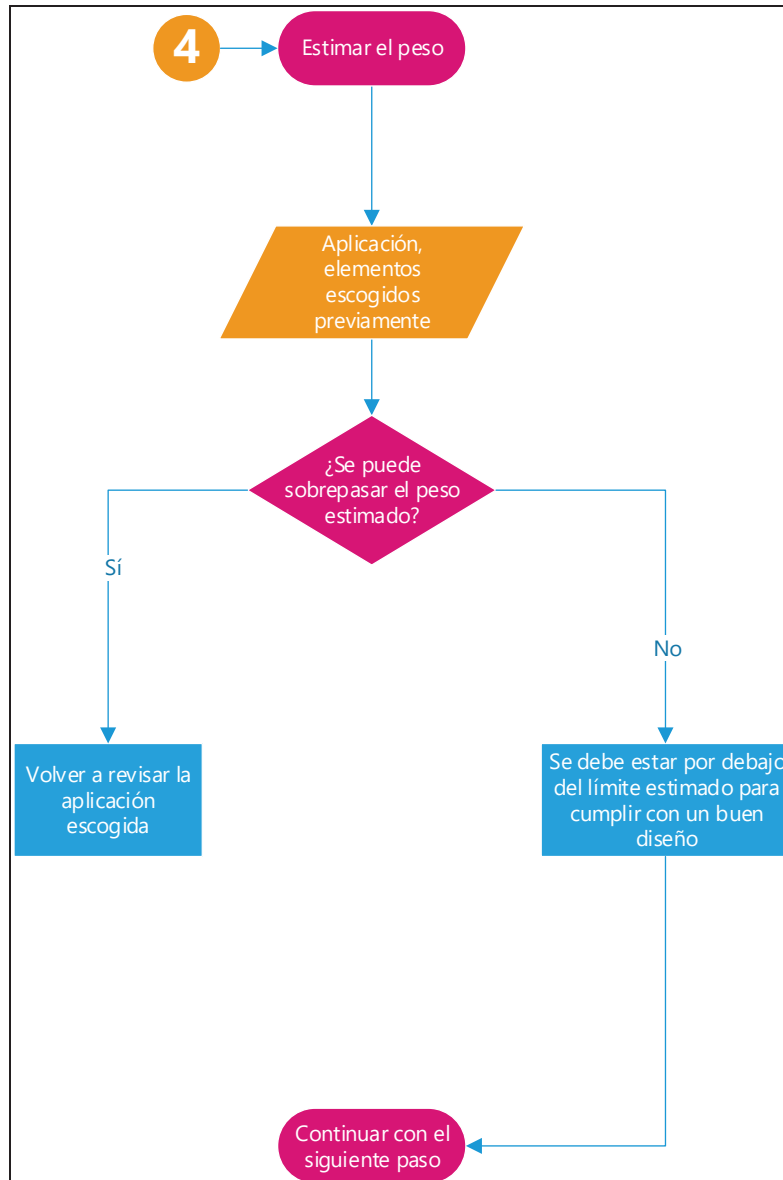 4
Estimar el peso
Aplicación,
elementos
escogidos
previamente
¿Se puede
sobrepasar el peso
estimado?
Sí
No
Volver a revisar la
aplicación
escogida
Se debe estar por debajo
del límite estimado para
cumplir con un buen
diseño
Continuar con el
siguiente paso